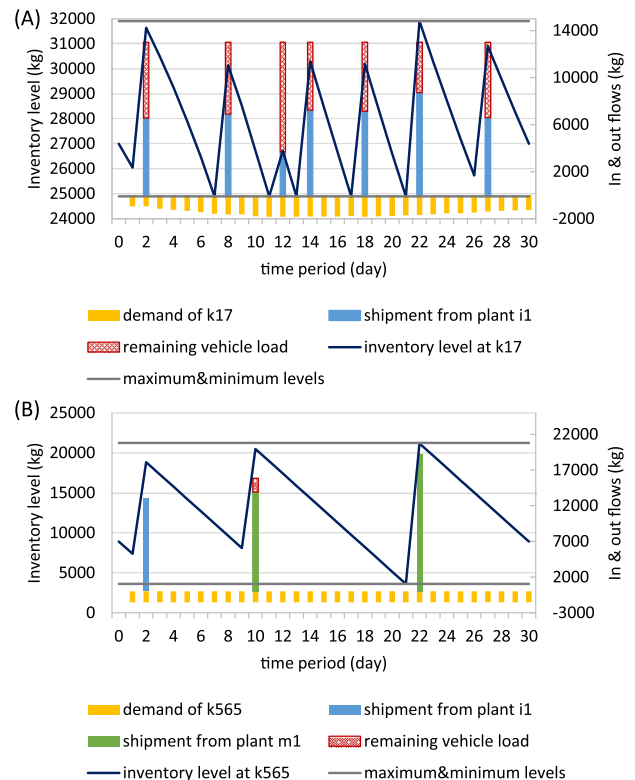 (A)
32000
31000
30000
29000
28000
27000
26000
25000
24000
Inventory level (kg)
14000
10000
6000
2000
-2000
In & out flows (kg)
0 2 4 6 8 10 12 14 16 18 20 22 24 26 28 30
time period (day)
demand of k17
shipment from plant i1
remaining vehicle load
inventory level at k17
maximum&minimum levels
(B)
25000
20000
15000
10000
5000
0
Inventory level (kg)
22000
17000
12000
7000
2000
-3000
In & out flows (kg)
0 2 4 6 8 10 12 14 16 18 20 22 24 26 28 30
time period (day)
demand of k565
shipment from plant i1
shipment from plant m1
remaining vehicle load
inventory level at k565
maximum&minimum levels